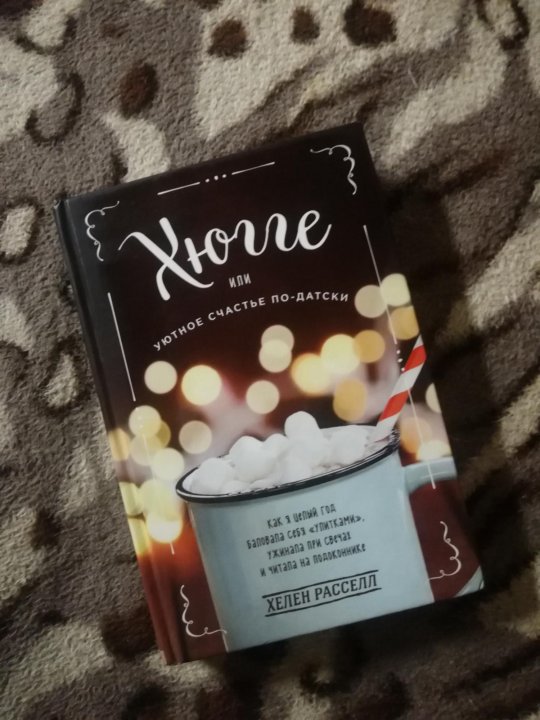 Хюгге
или
уютное счастье по-датски
Как я целый год
баловала себя «улитками»,
ужинала при свечах
и читала на подоконнике
Хелен Расселл